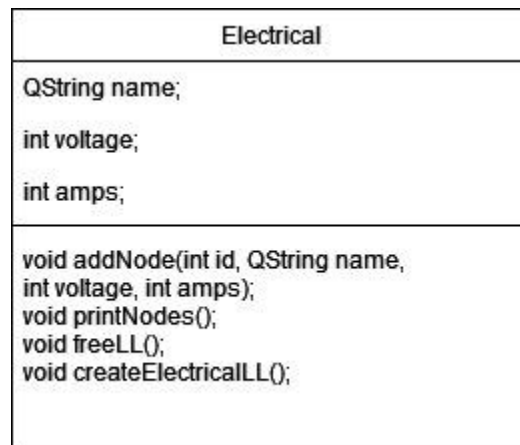 Electrical
QString name;
int voltage;
int amps;
void addNode(int id, QString name,
int voltage, int amps);
void printNodes();
void freeLL();
void createElectricalLL();